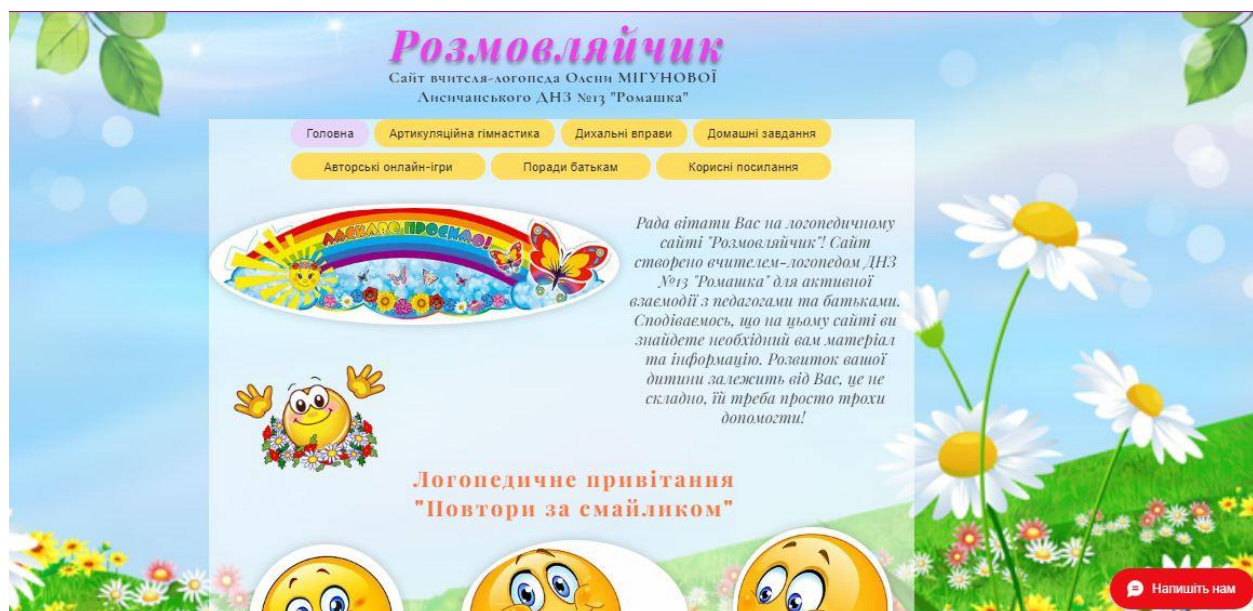 Розмовляйчик
Сайт вчителя-логопеда Олени МІГУНОВОЇ
Лисичанського ДНЗ №13 "Ромашка"
Головна Артикуляційна гімнастика Дихальні вправи Домашні завдання
Авторські онлайн-ігри Поради батькам Корисні посилання
ЛАСКАВО ПРОСИМО!
Рада вітати Вас на логопедичному
сайті "Розмовляйчик"! Сайт
створено вчителем-логопедом ДНЗ
№13 "Ромашка" для активної
взаємодії з педагогами та батьками.
Сподіваємось, що на цьому сайті ви
знайдете необхідний вам матеріал
та інформацію. Розвиток вашої
дитини залежить від Вас, це не
складно, їй треба просто трохи
допомогти!
Логопедичне привітання
"Повтори за смайликом"
Напишіть нам